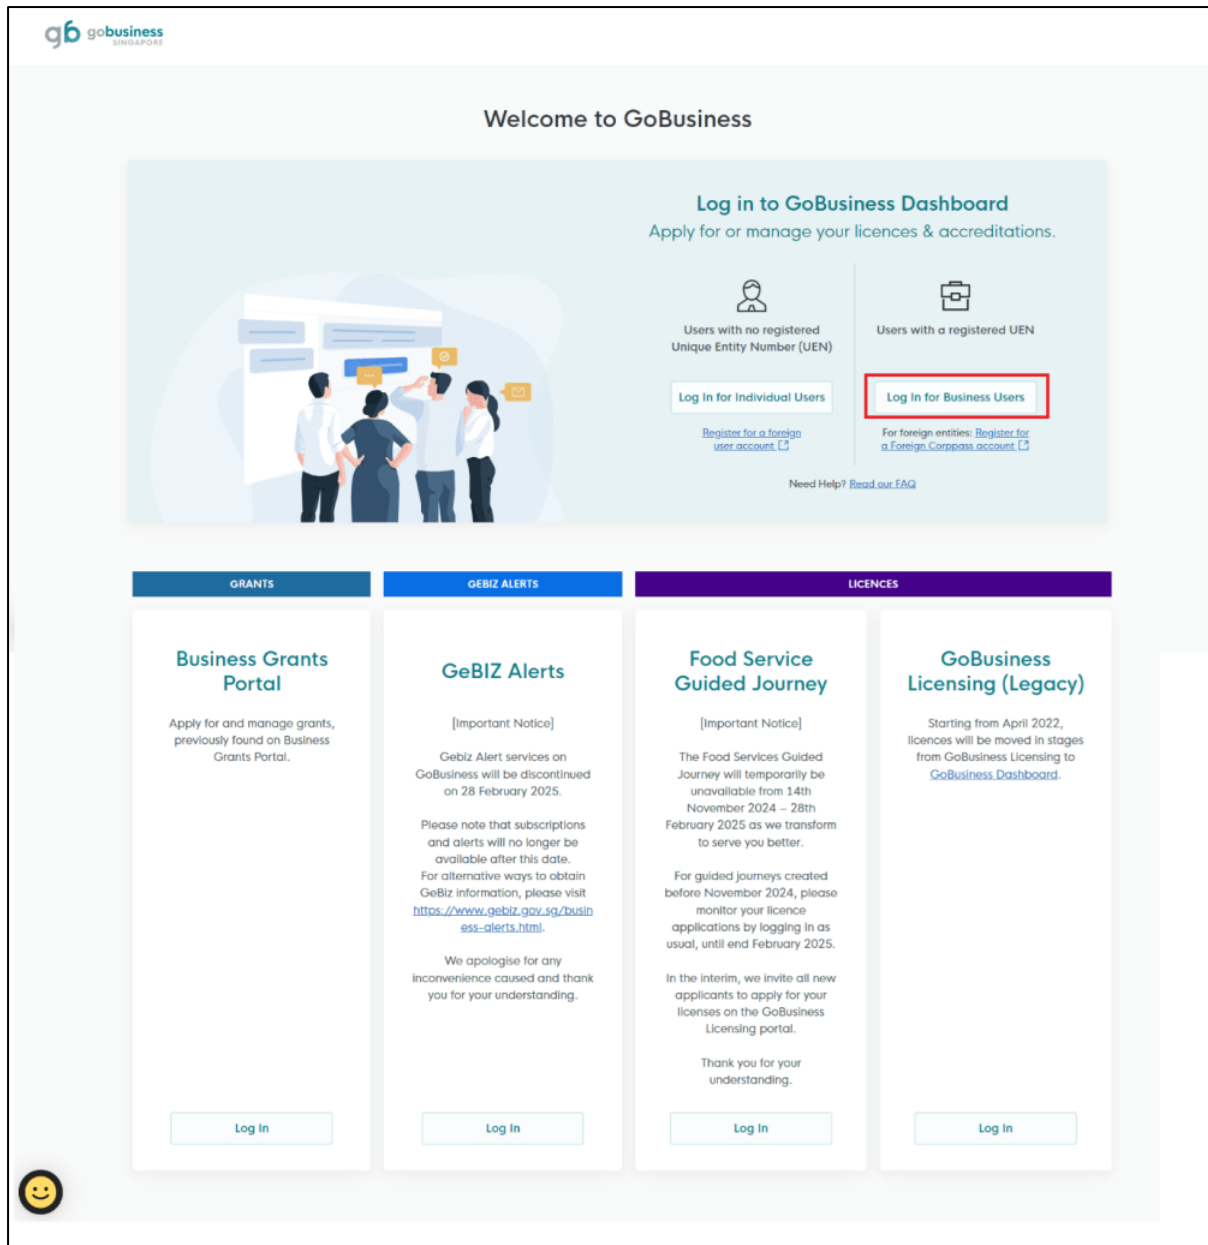 gb gobusiness
SINGAPORE
Welcome to GoBusiness
Log in to GoBusiness Dashboard
Apply for or manage your licences & accreditations.
Users with no registered
Unique Entity Number (UEN)
Log In for Individual Users
Register for a foreign
user account
Users with a registered UEN
Log In for Business Users
For foreign entities: Register for
a Foreign Corppass account
Need Help? Read our FAQ
GRANTS
Business Grants
Portal
Apply for and manage grants,
previously found on Business
Grants Portal.
Log In
GEBIZ ALERTS
GeBIZ Alerts
[Important Notice]
Gebiz Alert services on
GoBusiness will be discontinued
on 28 February 2025.
Please note that subscriptions
and alerts will no longer be
available after this date.
For alternative ways to obtain
GeBiz information, please visit
https://www.gebiz.gov.sg/busin
ess-alerts.html.
We apologise for any
inconvenience caused and thank
you for your understanding.
Log In
LICENCES
Food Service
Guided Journey
[Important Notice]
The Food Services Guided
Journey will temporarily be
unavailable from 14th
November 2024 – 28th
February 2025 as we transform
to serve you better.
For guided journeys created
before November 2024, please
monitor your licence
applications by logging in as
usual, until end February 2025.
In the interim, we invite all new
applicants to apply for your
licenses on the GoBusiness
Licensing portal.
Thank you for your
understanding.
Log In
GoBusiness
Licensing (Legacy)
Starting from April 2022,
licences will be moved in stages
from GoBusiness Licensing to
GoBusiness Dashboard.
Log In